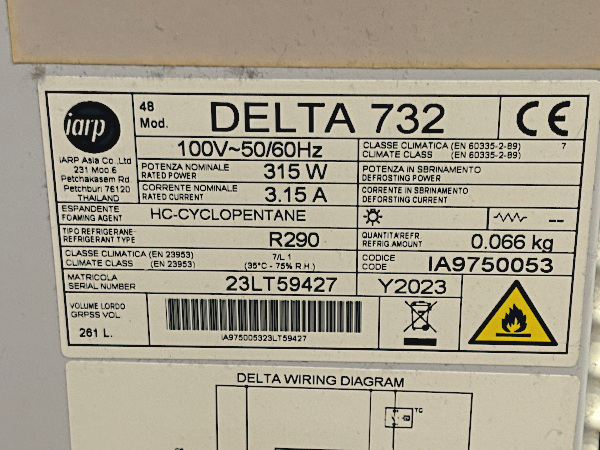 iarp
48
Mod.
DELTA 732
CE
IARP Asia Co.,Ltd
231 Moo 6
Petchakasem Rd.
Petchburi 76120
THAILAND
100V~50/60Hz
CLASSE CLIMATICA (EN 60335-2-89) 7
CLIMATE CLASS (EN 60335-2-89)
POTENZA NOMINALE
RATED POWER
315 W
POTENZA IN SBRINAMENTO
DEFROSTING POWER
CORRENTE NOMINALE
RATED CURRENT
3.15 A
CORRENTE IN SBRINAMENTO
DEFORSTING CURRENT
ESPANDENTE
FOAMING AGENT
HC-CYCLOPENTANE
--
TIPO REFRIGERANE
REFRIGERANT TYPE
R290
QUANTITA'REFR.
REFRIG AMOUNT
0.066 kg
CLASSE CLIMATICA (EN 23953)
CLIMATE CLASS (EN 23953)
7/L 1
(35°C - 75% R.H.)
CODICE
CODE
IA9750053
MATRICOLA
SERIAL NUMBER
23LT59427
Y2023
VOLUME LORDO
GRPSS VOL.
261 L.
IA975005323LT59427
DELTA WIRING DIAGRAM
TC